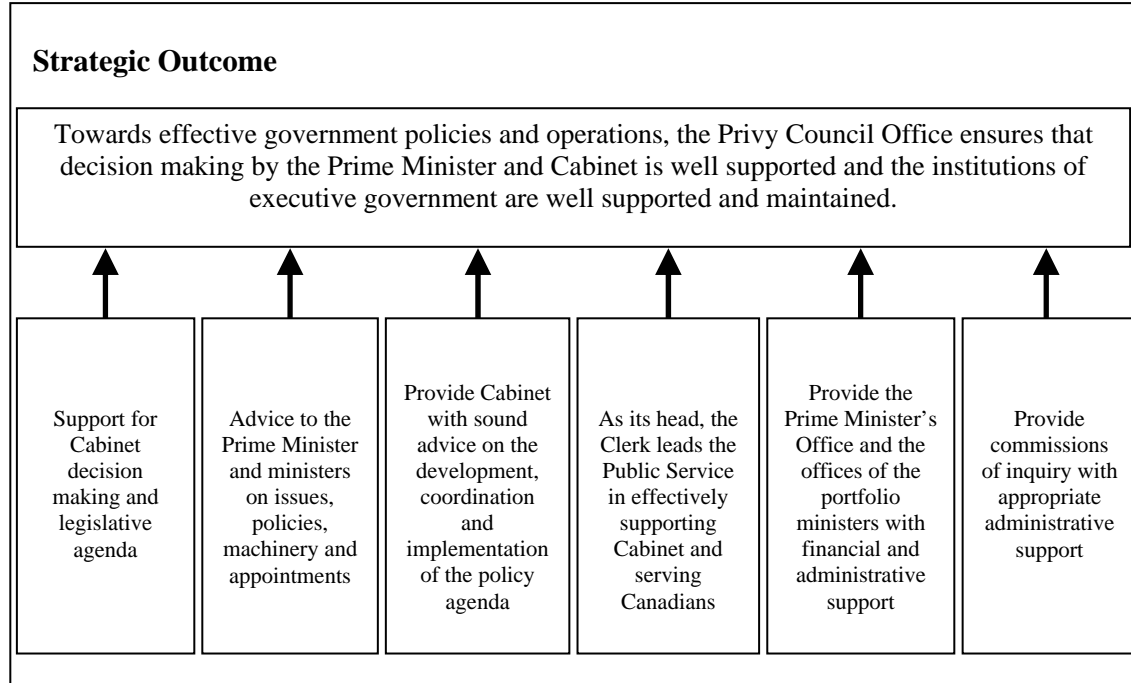 Strategic Outcome
Towards effective government policies and operations, the Privy Council Office ensures that
decision making by the Prime Minister and Cabinet is well supported and the institutions of
executive government are well supported and maintained.
Support for
Cabinet
decision
making and
legislative
agenda
Advice to the
Prime Minister
and ministers
on issues,
policies,
machinery and
appointments
Provide Cabinet
with sound
advice on the
development,
coordination
and
implementation
of the policy
agenda
As its head, the
Clerk leads the
Public Service
in effectively
supporting
Cabinet and
serving
Canadians
Provide the
Prime Minister’s
Office and the
offices of the
portfolio
ministers with
financial and
administrative
support
Provide
commissions
of inquiry with
appropriate
administrative
support